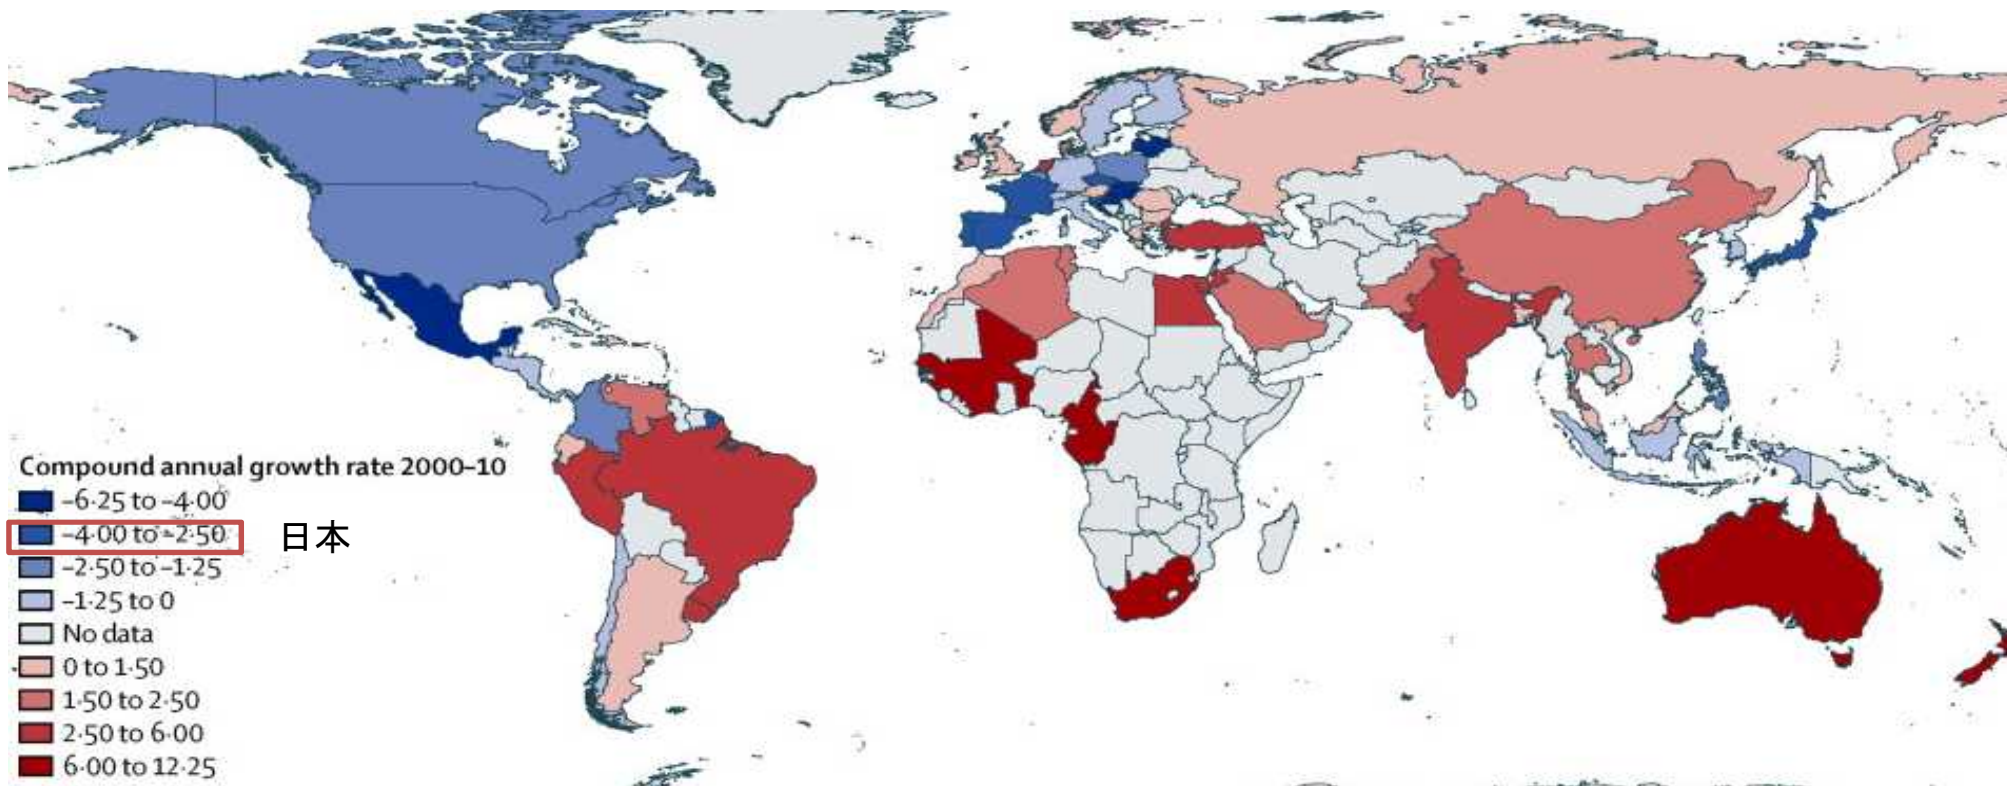 Compound annual growth rate 2000–10
–6·25 to –4·00
–4·00 to –2·50
日本
–2·50 to –1·25
–1·25 to 0
No data
0 to 1·50
1·50 to 2·50
2·50 to 6·00
6·00 to 12·25